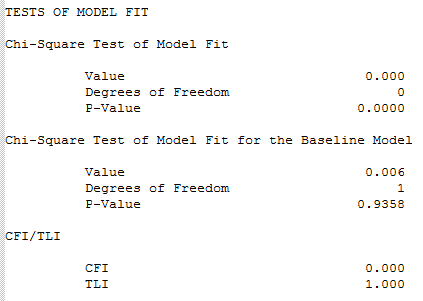 TESTS OF MODEL FIT
Chi-Square Test of Model Fit
Value 0.000
Degrees of Freedom 0
P-Value 0.0000
Chi-Square Test of Model Fit for the Baseline Model
Value 0.006
Degrees of Freedom 1
P-Value 0.9358
CFI/TLI
CFI 0.000
TLI 1.000